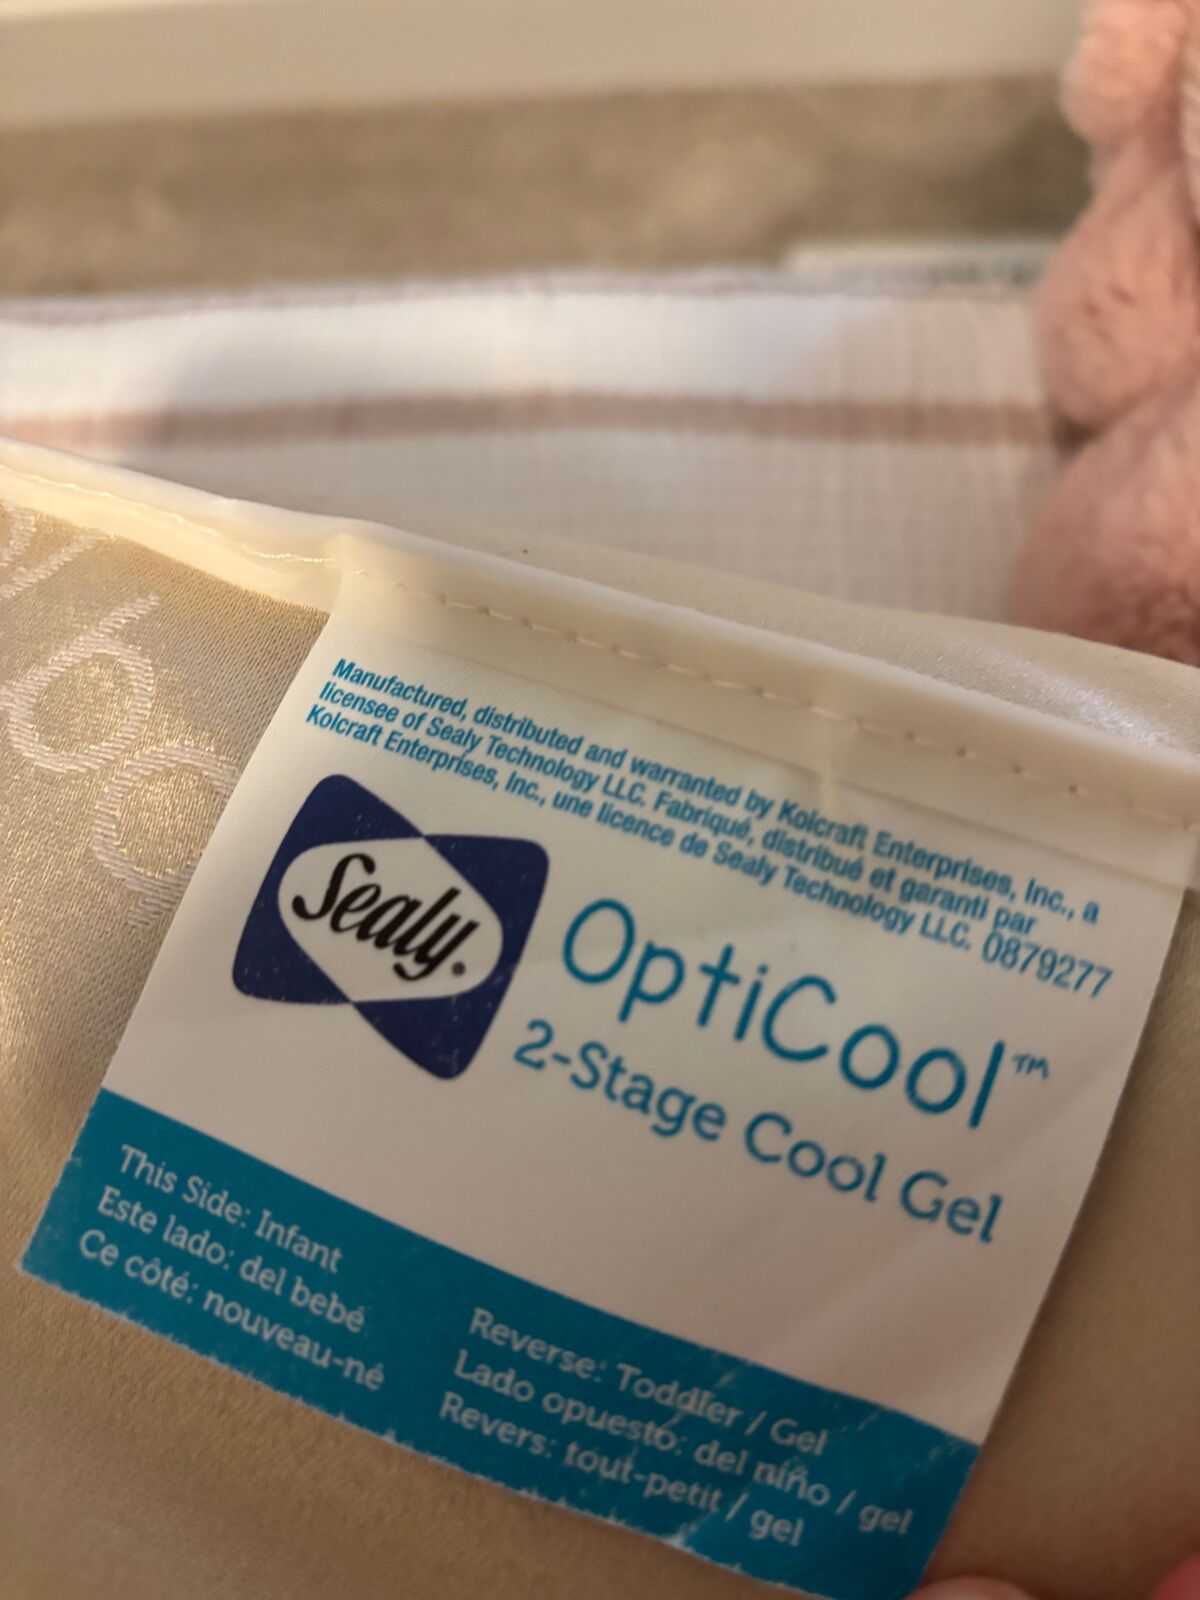 Manufactured, distributed and warranted by Kolcraft Enterprises, Inc., a
licensee of Sealy Technology LLC. Fabriqué, distribué et garanti par
Kolcraft Enterprises, Inc., une licence de Sealy Technology LLC. 0879277
Sealy®
OptiCool™
2-Stage Cool Gel
This Side: Infant
Este lado: del bebé
Ce côté: nouveau-né
Reverse: Toddler / Gel
Lado opuesto: del niño / gel
Revers: tout-petit / gel